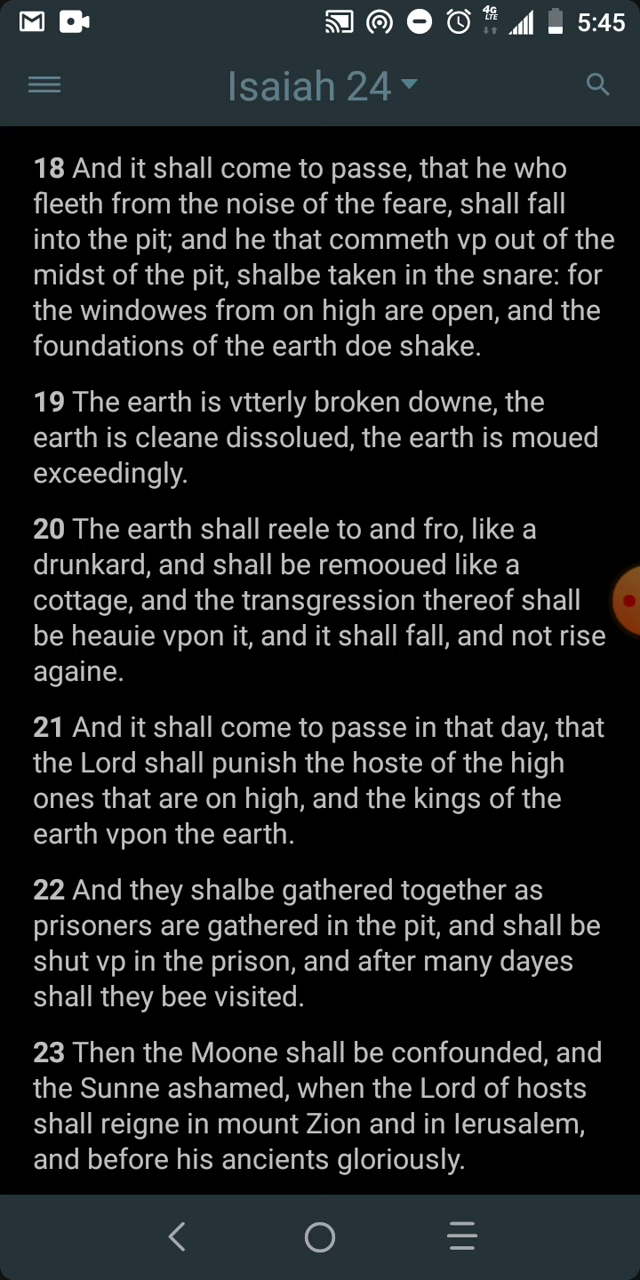 5:45
4G
LTE
Isaiah 24
18 And it shall come to passe, that he who
fleeth from the noise of the feare, shall fall
into the pit; and he that commeth vp out of the
midst of the pit, shalbe taken in the snare: for
the windowes from on high are open, and the
foundations of the earth doe shake.
19 The earth is vtterly broken downe, the
earth is cleane dissolued, the earth is moued
exceedingly.
20 The earth shall reele to and fro, like a
drunkard, and shall be remooued like a
cottage, and the transgression thereof shall
be heauie vpon it, and it shall fall, and not rise
againe.
21 And it shall come to passe in that day, that
the Lord shall punish the hoste of the high
ones that are on high, and the kings of the
earth vpon the earth.
22 And they shalbe gathered together as
prisoners are gathered in the pit, and shall be
shut vp in the prison, and after many dayes
shall they bee visited.
23 Then the Moone shall be confounded, and
the Sunne ashamed, when the Lord of hosts
shall reigne in mount Zion and in Ierusalem,
and before his ancients gloriously.